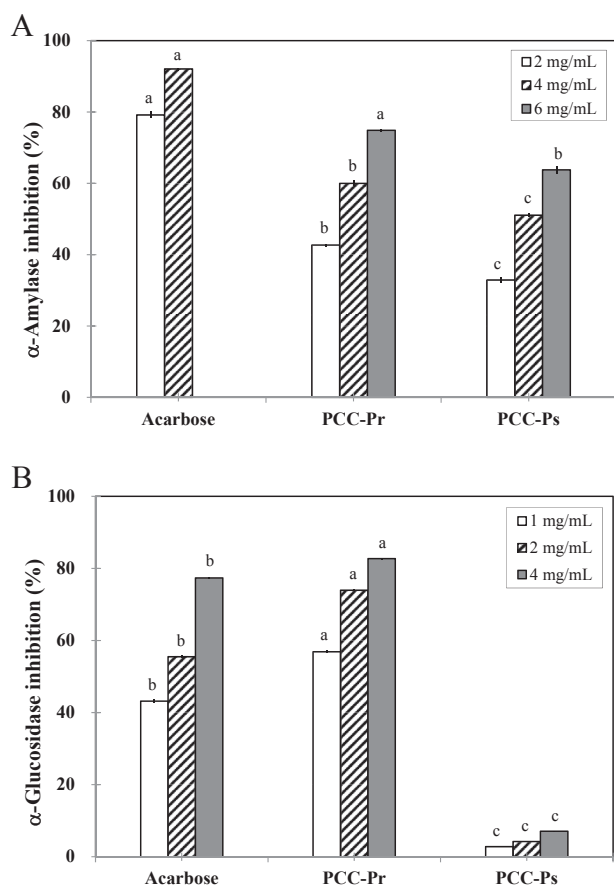 A
100
80
60
40
20
0
α-Amylase inhibition (%)
2 mg/mL
4 mg/mL
6 mg/mL
a
a
b
b
a
c
c
b
Acarbose
PCC-Pr
PCC-Ps
B
100
80
60
40
20
0
α-Glucosidase inhibition (%)
1 mg/mL
2 mg/mL
4 mg/mL
b
b
b
a
a
a
c
c
c
Acarbose
PCC-Pr
PCC-Ps